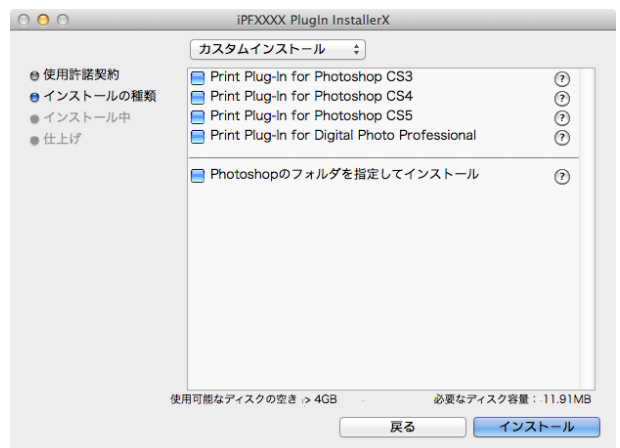 iPFXXXX PlugIn InstallerX
カスタムインストール
使用許諾契約
インストールの種類
インストール中
仕上げ
Print Plug-In for Photoshop CS3
?
Print Plug-In for Photoshop CS4
?
Print Plug-In for Photoshop CS5
?
Print Plug-In for Digital Photo Professional
?
Photoshopのフォルダを指定してインストール
?
使用可能なディスクの空き :> 4GB
必要なディスク容量： 11.91MB
戻る
インストール